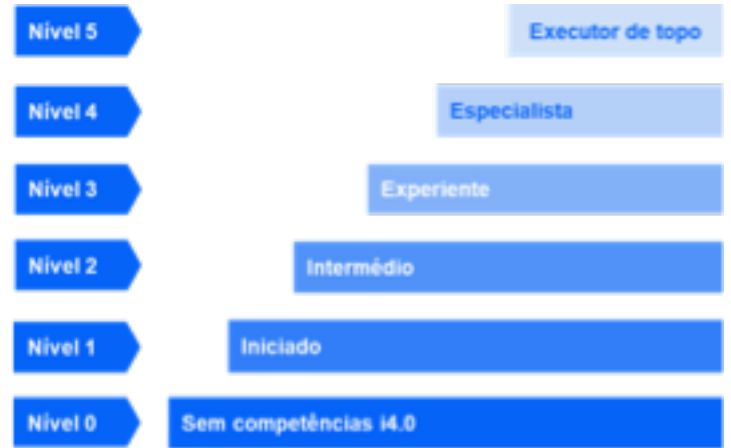 Nível 5
Executor de topo
Nível 4
Especialista
Nível 3
Experiente
Nível 2
Intermédio
Nível 1
Iniciado
Nível 0
Sem competências i4.0